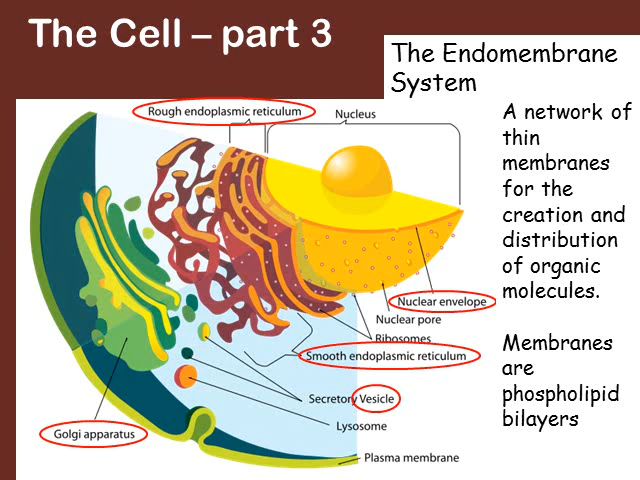 The Cell – part 3
The Endomembrane
System
A network of
thin
membranes
for the
creation and
distribution
of organic
molecules.
Membranes
are
phospholipid
bilayers
Rough endoplasmic reticulum
Nucleus
Nuclear envelope
Nuclear pore
Ribosomes
Smooth endoplasmic reticulum
Secretory Vesicle
Lysosome
Golgi apparatus
Plasma membrane